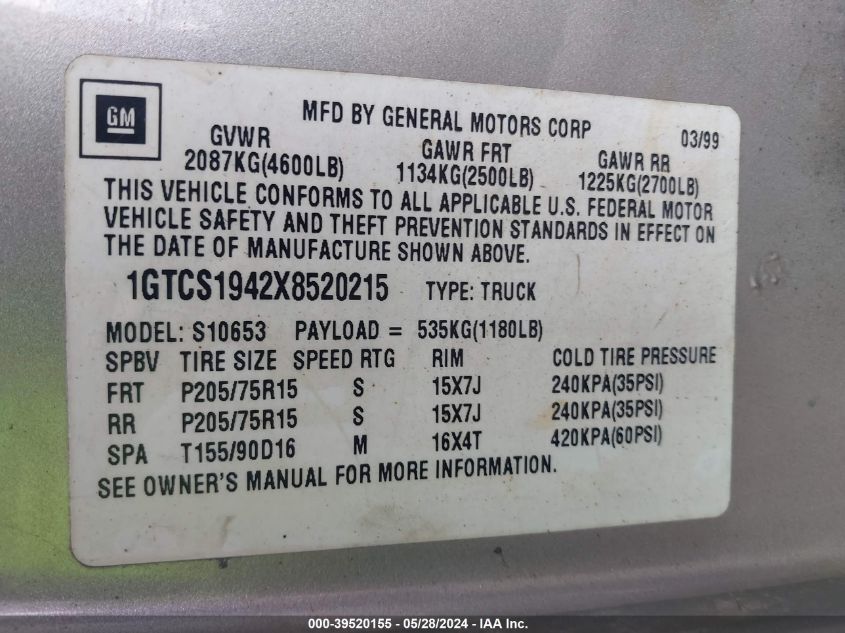 GM
MFD BY GENERAL MOTORS CORP 03/99
GVWR GAWR FRT GAWR RR
2087KG(4600LB) 1134KG(2500LB) 1225KG(2700LB)
THIS VEHICLE CONFORMS TO ALL APPLICABLE U.S. FEDERAL MOTOR
VEHICLE SAFETY AND THEFT PREVENTION STANDARDS IN EFFECT ON
THE DATE OF MANUFACTURE SHOWN ABOVE.
1GTCS1942X8520215 TYPE: TRUCK
MODEL: S10653 PAYLOAD = 535KG(1180LB)
SPBV TIRE SIZE SPEED RTG RIM COLD TIRE PRESSURE
FRT P205/75R15 S 15X7J 240KPA(35PSI)
RR P205/75R15 S 15X7J 240KPA(35PSI)
SPA T155/90D16 M 16X4T 420KPA(60PSI)
SEE OWNER'S MANUAL FOR MORE INFORMATION.
000-39520155 - 05/28/2024 - IAA Inc.